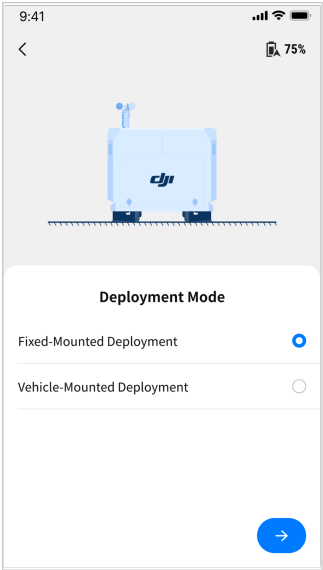 9:41
75%
dji
Deployment Mode
Fixed-Mounted Deployment
Vehicle-Mounted Deployment